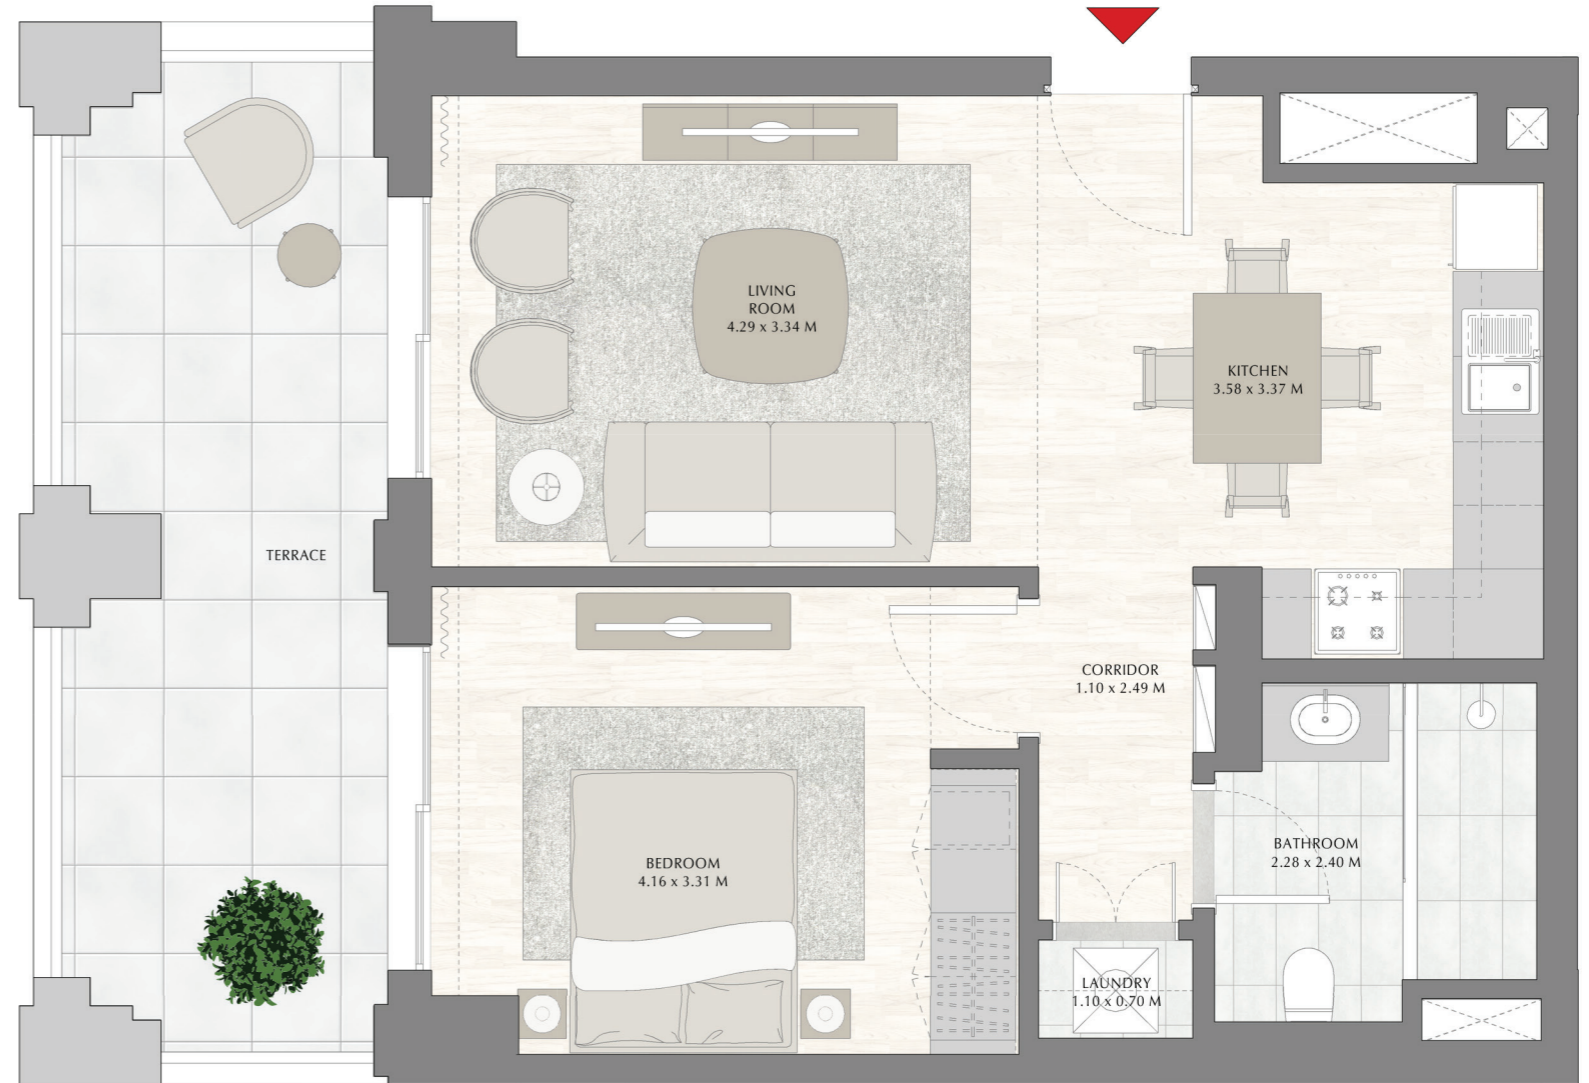 LIVING
ROOM
4.29 x 3.34 M
KITCHEN
3.58 x 3.37 M
TERRACE
CORRIDOR
1.10 x 2.49 M
BATHROOM
2.28 x 2.40 M
BEDROOM
4.16 x 3.31 M
LAUNDRY
1.10 x 0.70 M